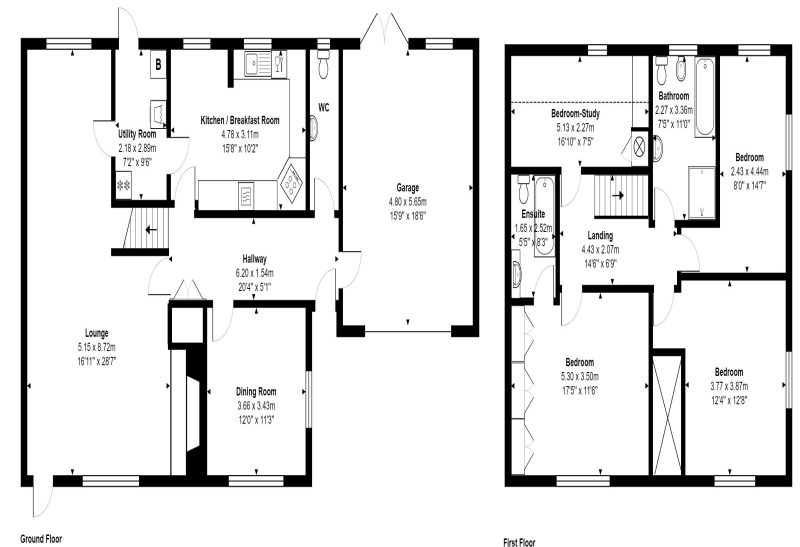 B
Utility Room
2.18 x 2.89m
7'2" x 9'6"
Kitchen / Breakfast Room
4.78 x 3.11m
15'8" x 10'2"
WC
Garage
4.80 x 5.65m
15'9" x 18'6"
Hallway
6.20 x 1.54m
20'4" x 5'1"
Lounge
5.15 x 8.72m
16'11" x 28'7"
Dining Room
3.66 x 3.43m
12'0" x 11'3"
Ground Floor
Bedroom-Study
5.13 x 2.27m
16'10" x 7'5"
Bathroom
2.27 x 3.36m
7'5" x 11'0"
Bedroom
2.43 x 4.44m
8'0" x 14'7"
Ensuite
1.65 x 2.52m
5'5" x 8'3"
Landing
4.43 x 2.07m
14'6" x 6'9"
Bedroom
5.30 x 3.50m
17'5" x 11'6"
Bedroom
3.77 x 3.87m
12'4" x 12'8"
First Floor